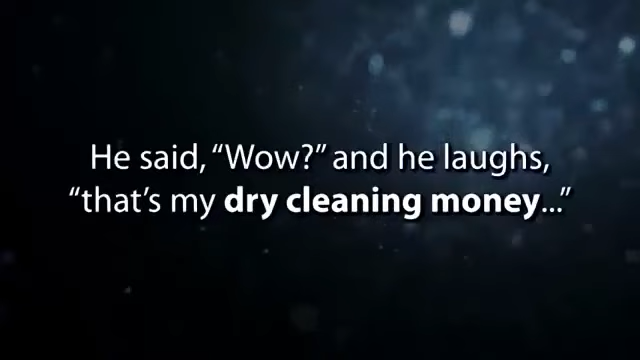 He said, “Wow?” and he laughs,
“that’s my dry cleaning money...”